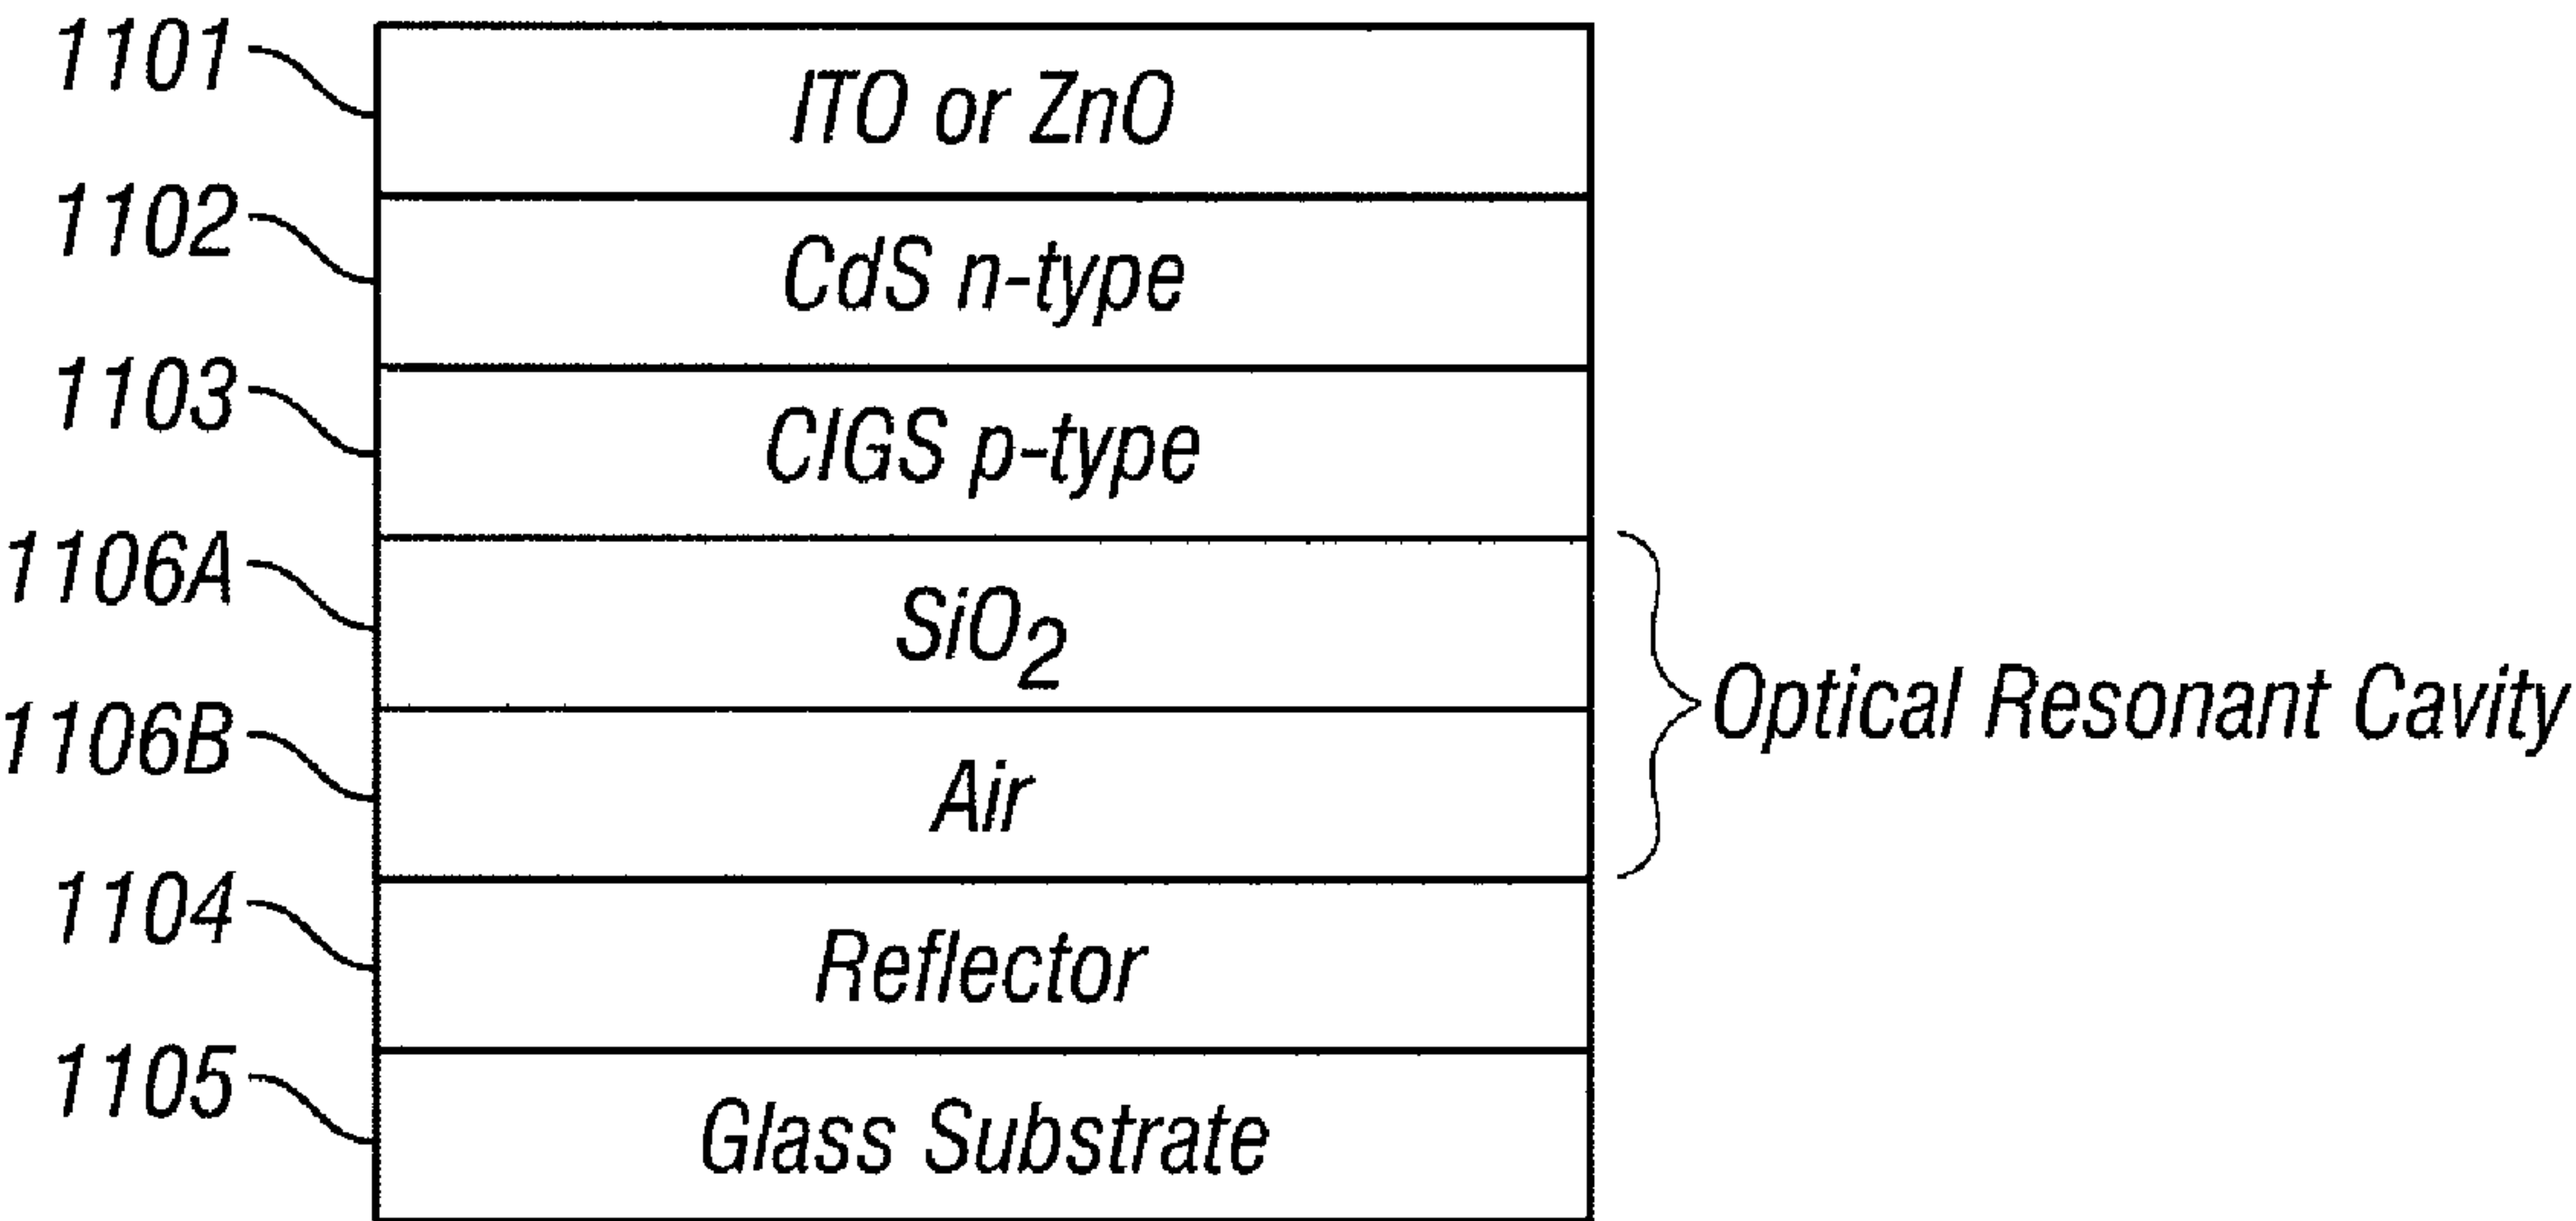 1101 ITO or ZnO
1102 CdS n-type
1103 CIGS p-type
1106A SiO2
Optical Resonant Cavity
1106B Air
1104 Reflector
1105 Glass Substrate